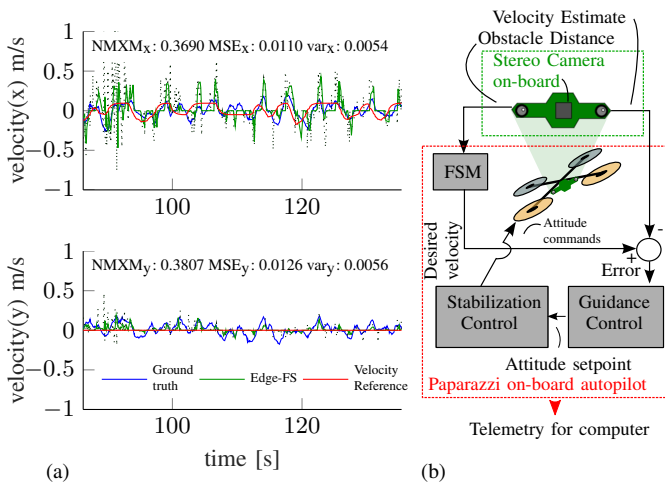 NMXMx: 0.3690 MSEx: 0.0110 varx: 0.0054
velocity(x) m/s
1
0.5
0
−0.5
−1
100
120
NMXMy: 0.3807 MSEy: 0.0126 vary: 0.0056
velocity(y) m/s
1
0.5
0
−0.5
−1
Ground truth
Edge-FS
Velocity Reference
100
120
time [s]
(a)
Velocity Estimate
Obstacle Distance
Stereo Camera
on-board
FSM
Attitude
commands
Desired
velocity
-
+
Error
Stabilization
Control
Guidance
Control
Attitude setpoint
Paparazzi on-board autopilot
Telemetry for computer
(b)